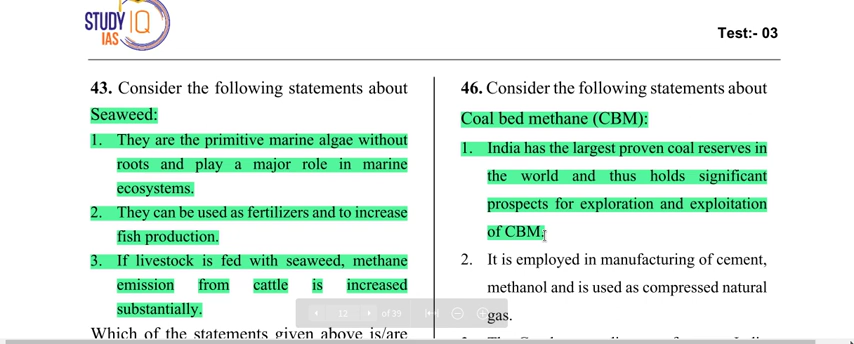 STUDY IQ
IAS
Test:- 03
43. Consider the following statements about
Seaweed:
1. They are the primitive marine algae without
roots and play a major role in marine
ecosystems.
2. They can be used as fertilizers and to increase
fish production.
3. If livestock is fed with seaweed, methane
emission from cattle is increased
substantially.
Which of the statements given above is/are
46. Consider the following statements about
Coal bed methane (CBM):
1. India has the largest proven coal reserves in
the world and thus holds significant
prospects for exploration and exploitation
of CBM.
2. It is employed in manufacturing of cement,
methanol and is used as compressed natural
gas.
12 of 39